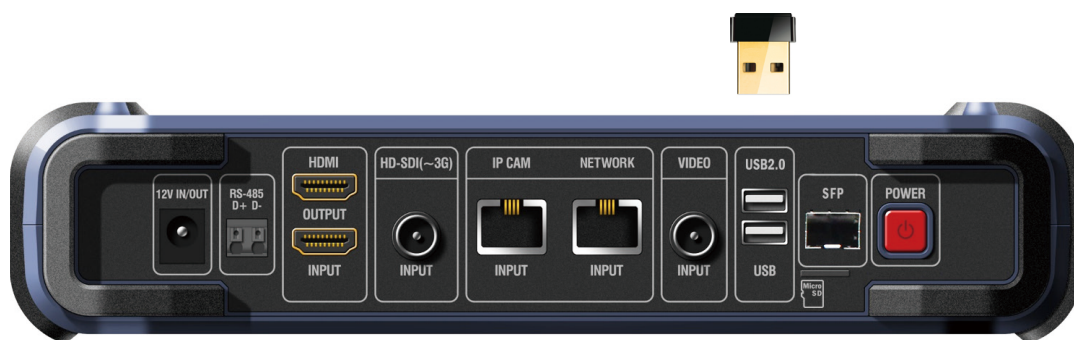 12V IN/OUT
RS-485
D+ D-
HDMI
OUTPUT
INPUT
HD-SDI(~3G)
INPUT
IP CAM
INPUT
NETWORK
INPUT
VIDEO
INPUT
USB2.0
USB
SFP
Micro
SD
POWER